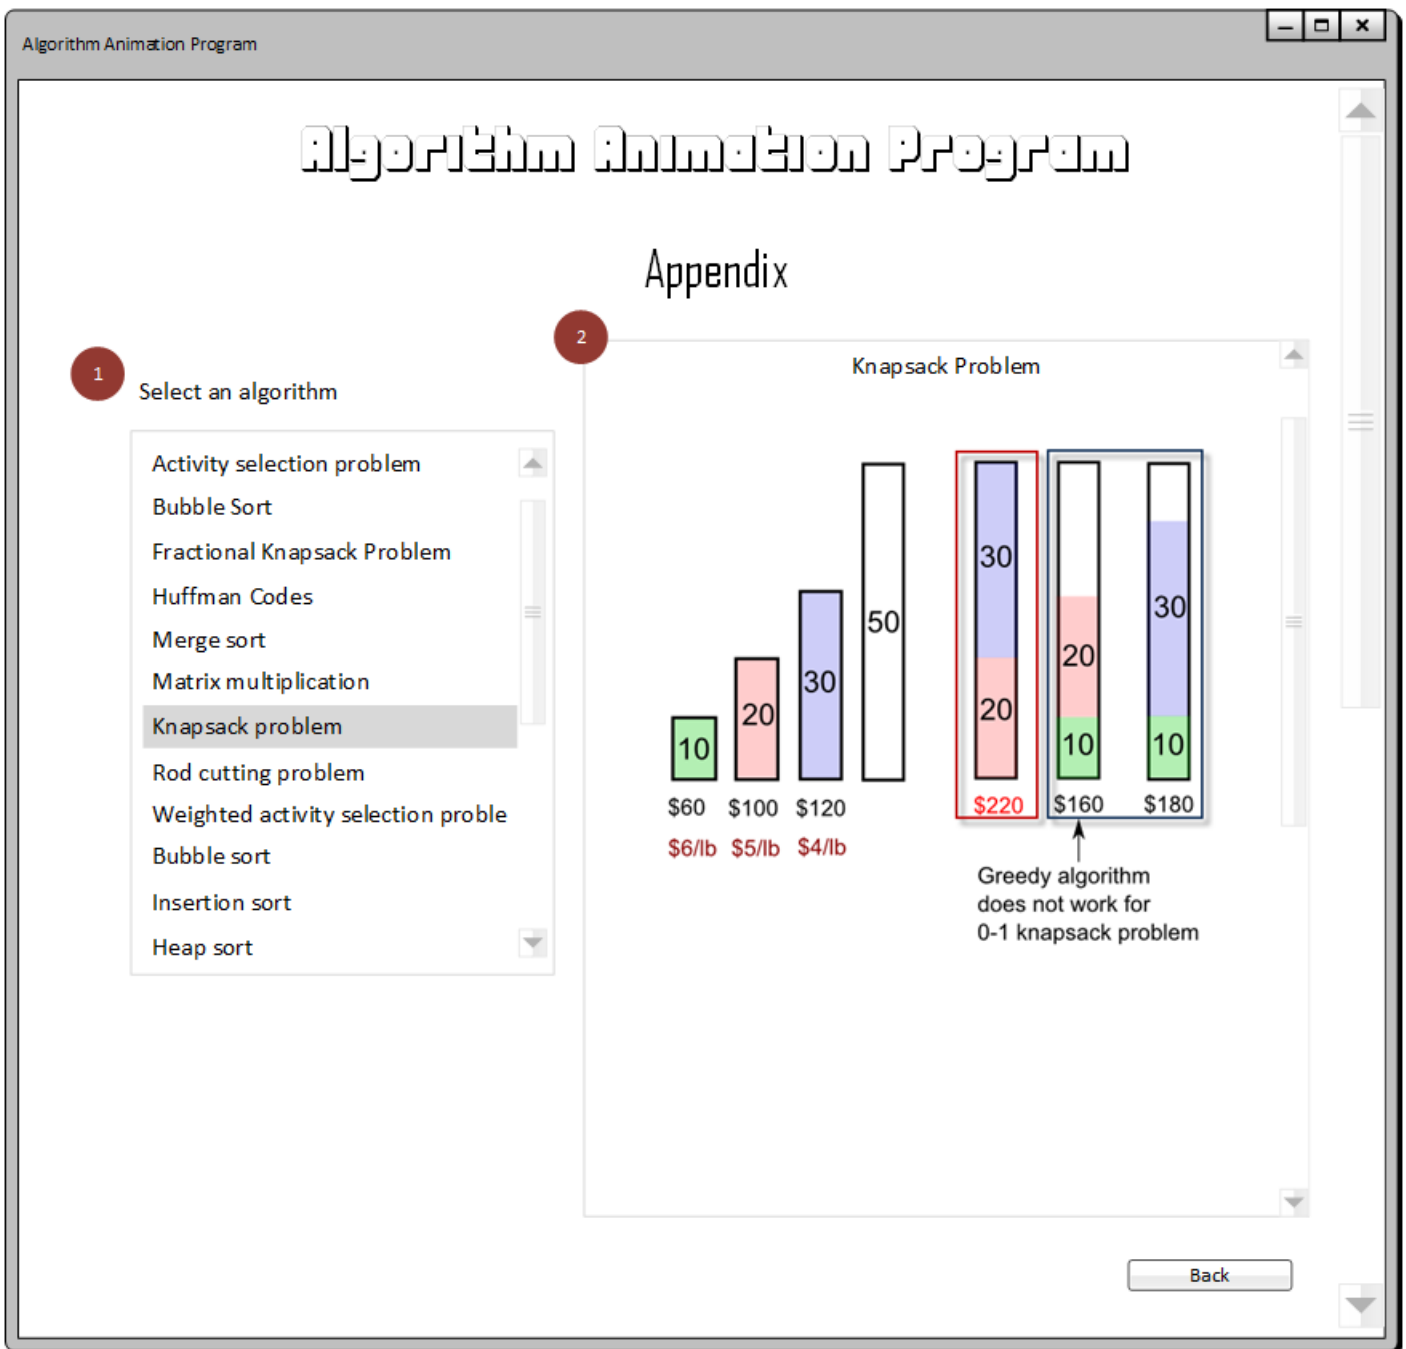 Algorithm Animation Program
Algorithm Animation Program
Appendix
1
Select an algorithm
Activity selection problem
Bubble Sort
Fractional Knapsack Problem
Huffman Codes
Merge sort
Matrix multiplication
Knapsack problem
Rod cutting problem
Weighted activity selection proble
Bubble sort
Insertion sort
Heap sort
2
Knapsack Problem
10
20
30
50
30
20
20
10
30
10
$60 $100 $120
$220 $160 $180
$6/lb $5/lb $4/lb
Greedy algorithm
does not work for
0-1 knapsack problem
Back